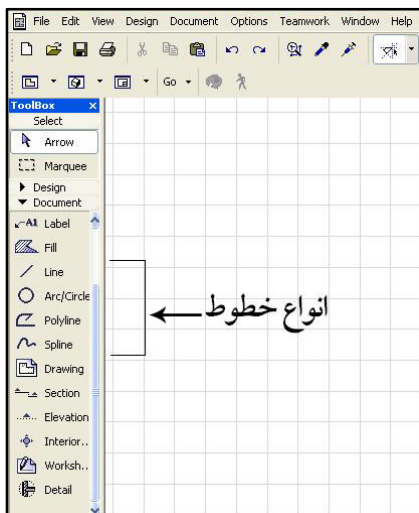 File Edit View Design Document Options Teamwork Window Help
Go
ToolBox
Select
Arrow
Marquee
Design
Document
A1 Label
Fill
Line
Arc/Circle
انواع خطوط
Polyline
Spline
Drawing
Section
Elevation
Interior..
Worksh..
Detail